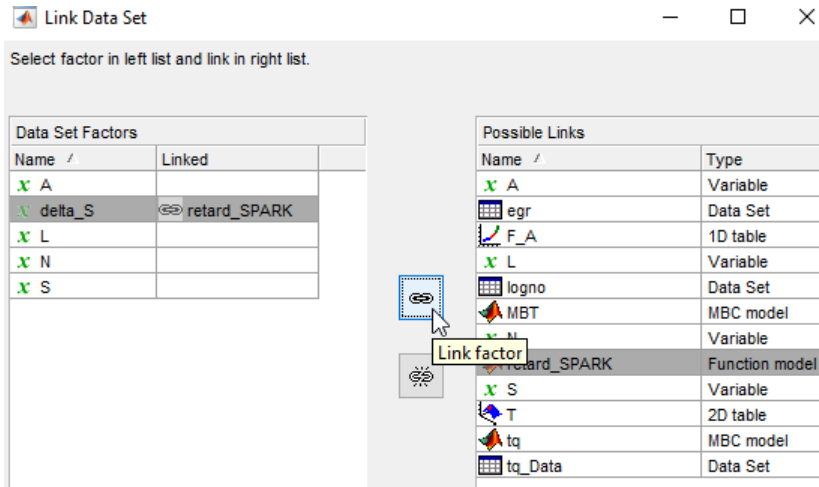 Link Data Set
Select factor in left list and link in right list.
Data Set Factors
Name Linked
x A
x delta_S retard_SPARK
x L
x N
x S
Link factor
Possible Links
Name Type
x A Variable
egr Data Set
F_A 1D table
x L Variable
logno Data Set
MBT MBC model
x N Variable
retard_SPARK Function model
x S Variable
T 2D table
tq MBC model
tq_Data Data Set